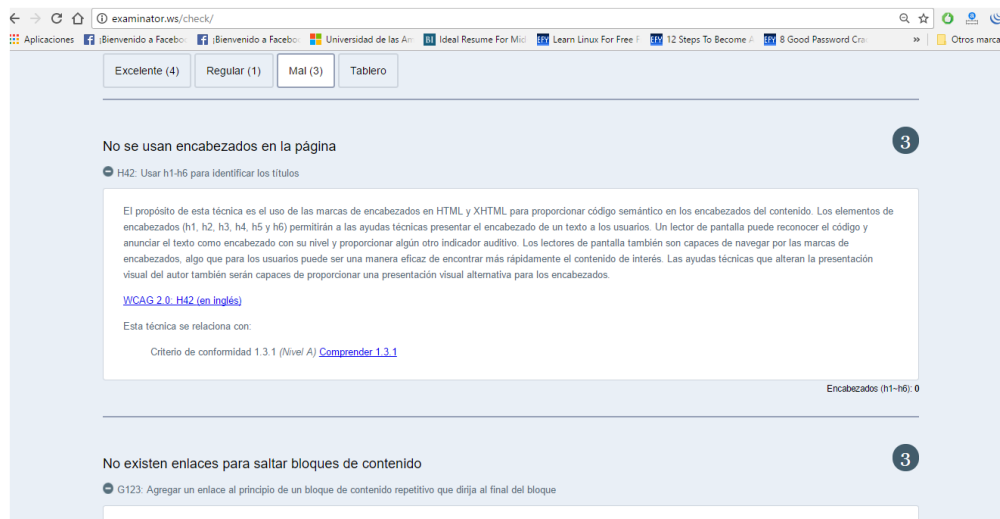 examinator.ws/check/
Aplicaciones ¡Bienvenido a Facebo ¡Bienvenido a Facebo Universidad de las Am BI Ideal Resume For Mid EFY Learn Linux For Free F EFY 12 Steps To Become A EFY 8 Good Password Cra » Otros marca
Excelente (4) Regular (1) Mal (3) Tablero
No se usan encabezados en la página 3
H42: Usar h1-h6 para identificar los títulos
El propósito de esta técnica es el uso de las marcas de encabezados en HTML y XHTML para proporcionar código semántico en los encabezados del contenido. Los elementos de
encabezados (h1, h2, h3, h4, h5 y h6) permitirán a las ayudas técnicas presentar el encabezado de un texto a los usuarios. Un lector de pantalla puede reconocer el código y
anunciar el texto como encabezado con su nivel y proporcionar algún otro indicador auditivo. Los lectores de pantalla también son capaces de navegar por las marcas de
encabezados, algo que para los usuarios puede ser una manera eficaz de encontrar más rápidamente el contenido de interés. Las ayudas técnicas que alteran la presentación
visual del autor también serán capaces de proporcionar una presentación visual alternativa para los encabezados.
WCAG 2.0: H42 (en inglés)
Esta técnica se relaciona con:
Criterio de conformidad 1.3.1 (Nivel A) Comprender 1.3.1
Encabezados (h1~h6): 0
No existen enlaces para saltar bloques de contenido 3
G123: Agregar un enlace al principio de un bloque de contenido repetitivo que dirija al final del bloque